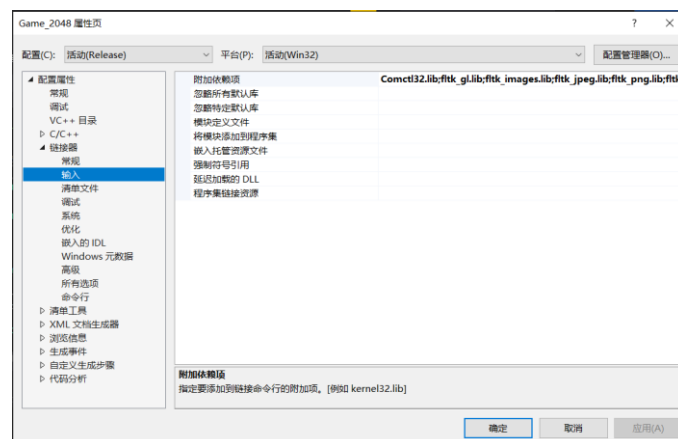 Game_2048 属性页 ? ×
配置(C): 活动(Release) 平台(P): 活动(Win32) 配置管理器(O)...
配置属性
常规
调试
VC++ 目录
C/C++
链接器
常规
输入
清单文件
调试
系统
优化
嵌入的 IDL
Windows 元数据
高级
所有选项
命令行
清单工具
XML 文档生成器
浏览信息
生成事件
自定义生成步骤
代码分析
附加依赖项 Comctl32.lib;fltk_gl.lib;fltk_images.lib;fltk_jpeg.lib;fltk_png.lib;fltk
忽略所有默认库
忽略特定默认库
模块定义文件
将模块添加到程序集
嵌入托管资源文件
强制符号引用
延迟加载的 DLL
程序集链接资源
附加依赖项
指定要添加到链接命令行的附加项。[例如 kernel32.lib]
确定 取消 应用(A)